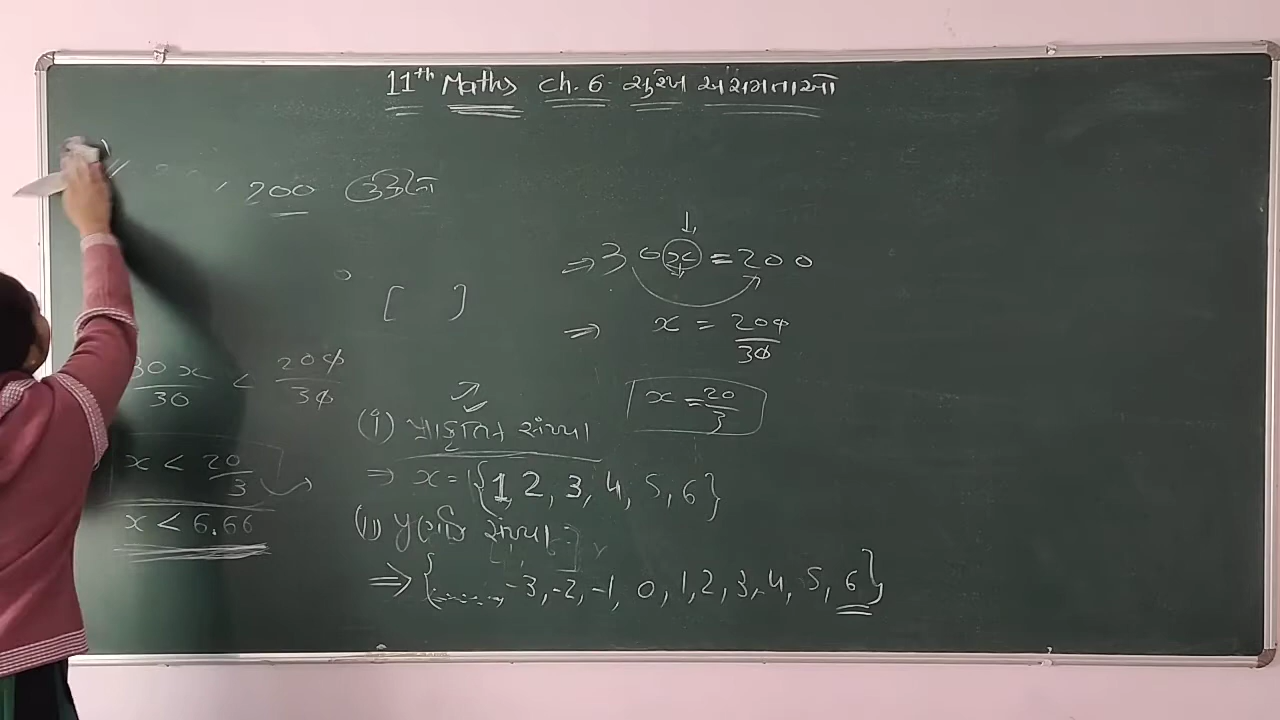 11th Maths ch.6 સુરેખ અસમતાઓ
200 ઉકેલો
⇒ 30x = 200
[ ]
⇒ x = 200/30
30x/30 < 200/30
x = 20/3
(i) પ્રાકૃતિક સંખ્યા
x < 20/3
⇒ x = {1, 2, 3, 4, 5, 6}
x < 6.66
(ii) પૂર્ણાંક સંખ્યા
⇒ {......, -3, -2, -1, 0, 1, 2, 3, 4, 5, 6}